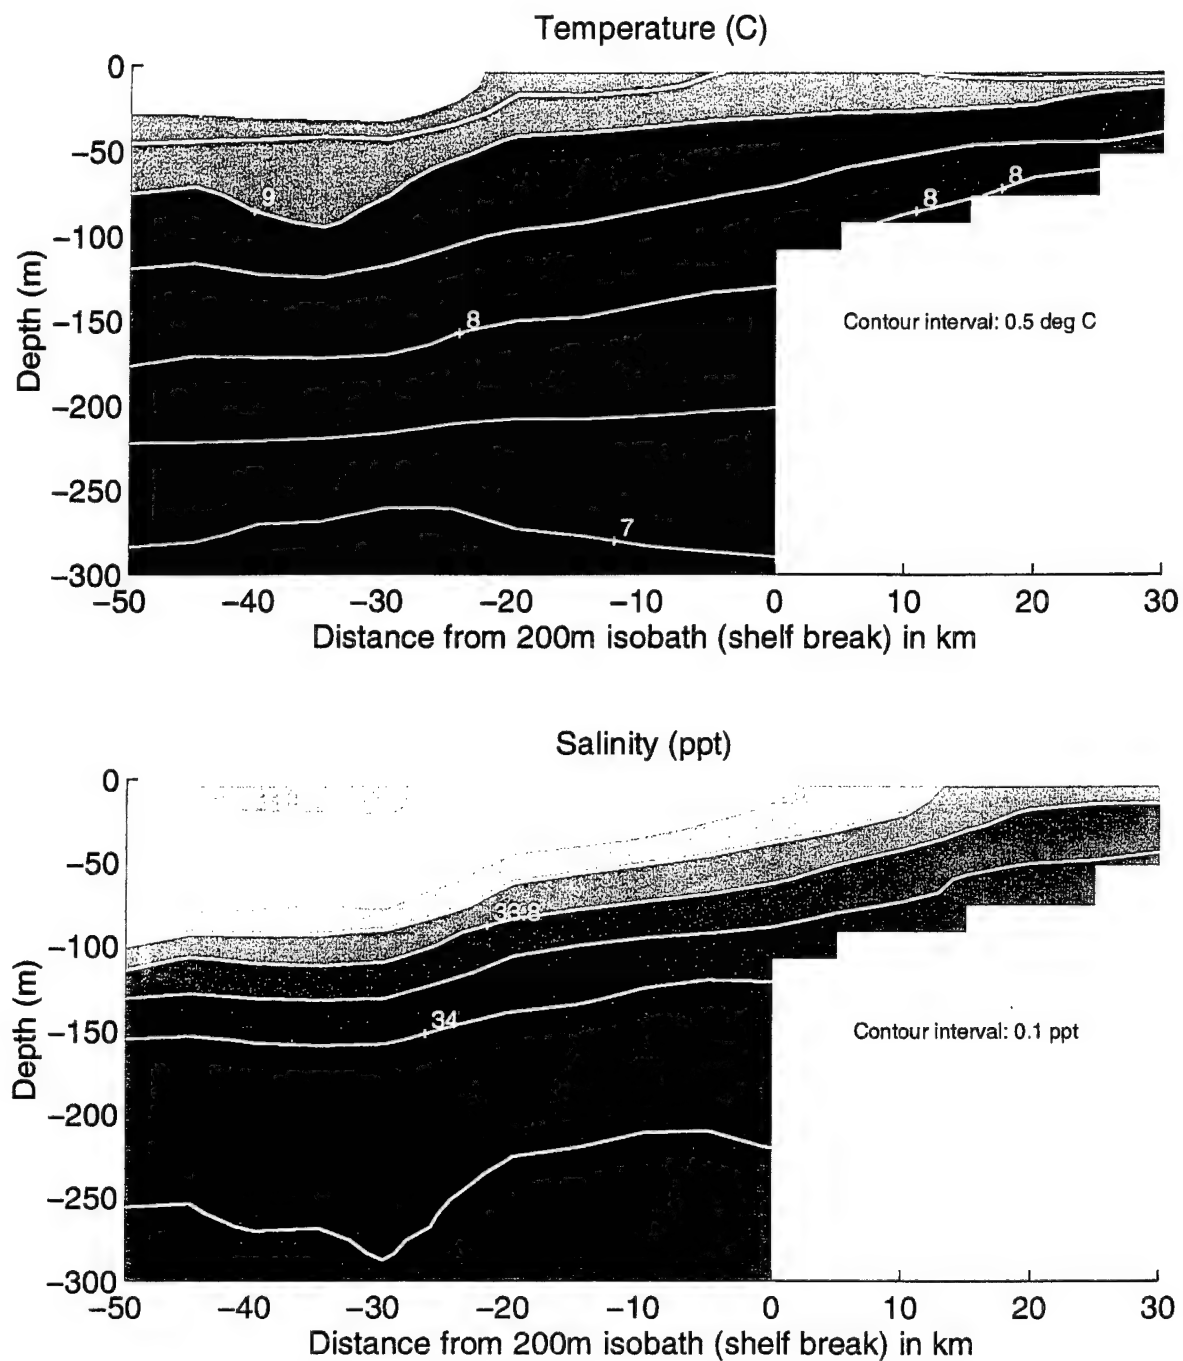 Temperature (C)
0
−50
−100
−150
−200
−250
−300
Depth (m)
9
8
8
8
7
Contour interval: 0.5 deg C
−50 −40 −30 −20 −10 0 10 20 30
Distance from 200m isobath (shelf break) in km
Salinity (ppt)
0
−50
−100
−150
−200
−250
−300
Depth (m)
33.8
34
Contour interval: 0.1 ppt
−50 −40 −30 −20 −10 0 10 20 30
Distance from 200m isobath (shelf break) in km